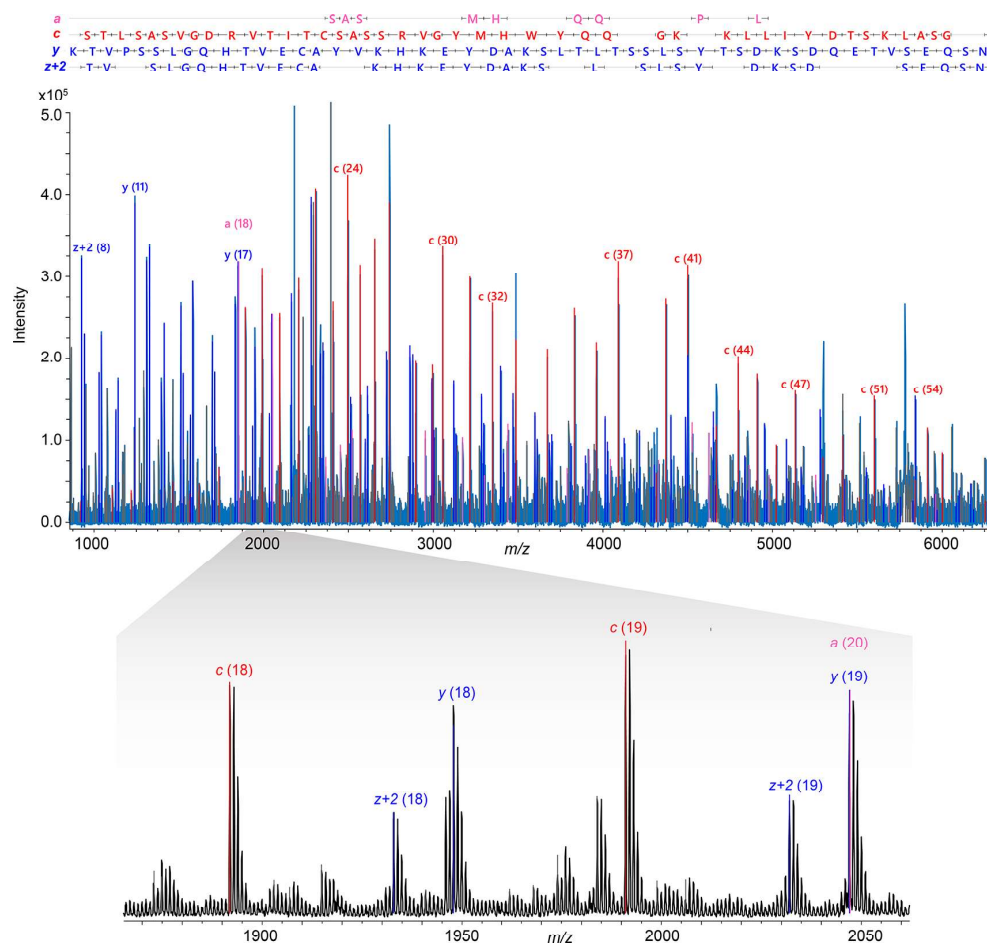 a S A S M H Q Q P L
c S T L S A S V G D R V T I T C S A S S R V G Y M H W Y Q Q G K K L L I Y D T S K L A S G
y K T V P S S L G Q H T V E C A Y V K H K E Y D A K S L T L T S S L S Y T S D K S D Q E T V S E Q S N
z+2 T V S L G Q H T V E C A K H K E Y D A K S L S L S Y D K S D S E Q S N
x10⁵
5.0
4.0
3.0
2.0
1.0
0.0
Intensity
z+2 (8)
y (11)
a (18)
y (17)
c (24)
c (30)
c (32)
c (37)
c (41)
c (44)
c (47)
c (51)
c (54)
1000 2000 3000 4000 5000 6000
m/z
c (18)
z+2 (18)
y (18)
c (19)
z+2 (19)
a (20)
y (19)
1900 1950 2000 2050
m/z